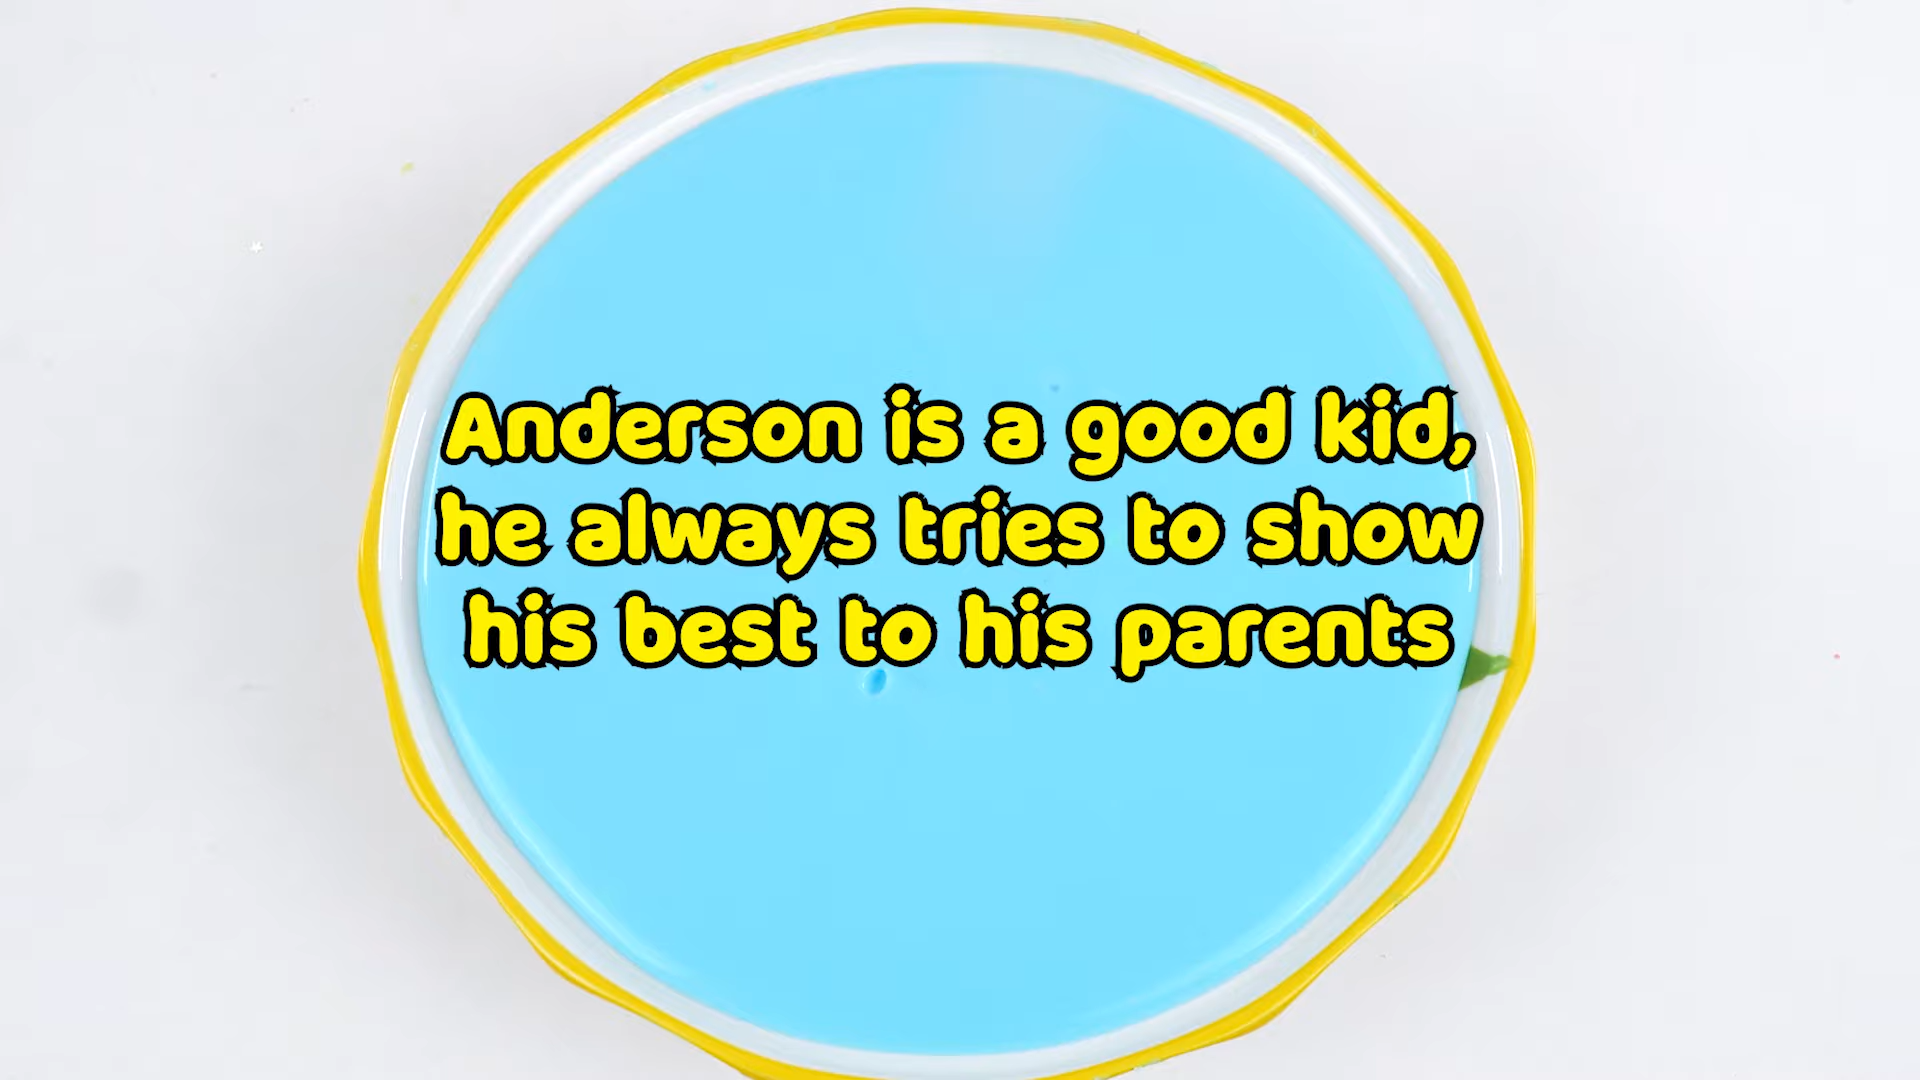 Anderson is a good kid,
he always tries to show
his best to his parents